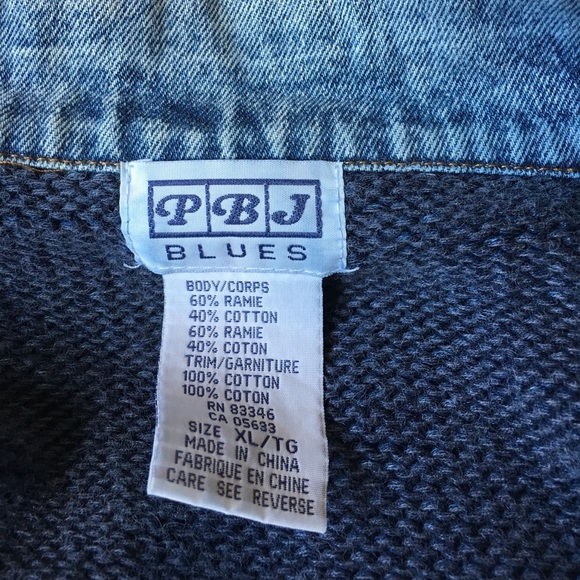 PBJ
BLUES
BODY/CORPS
60% RAMIE
40% COTTON
60% RAMIE
40% COTON
TRIM/GARNITURE
100% COTTON
100% COTON
RN 83346
CA 05633
SIZE XL/TG
MADE IN CHINA
FABRIQUE EN CHINE
CARE SEE REVERSE